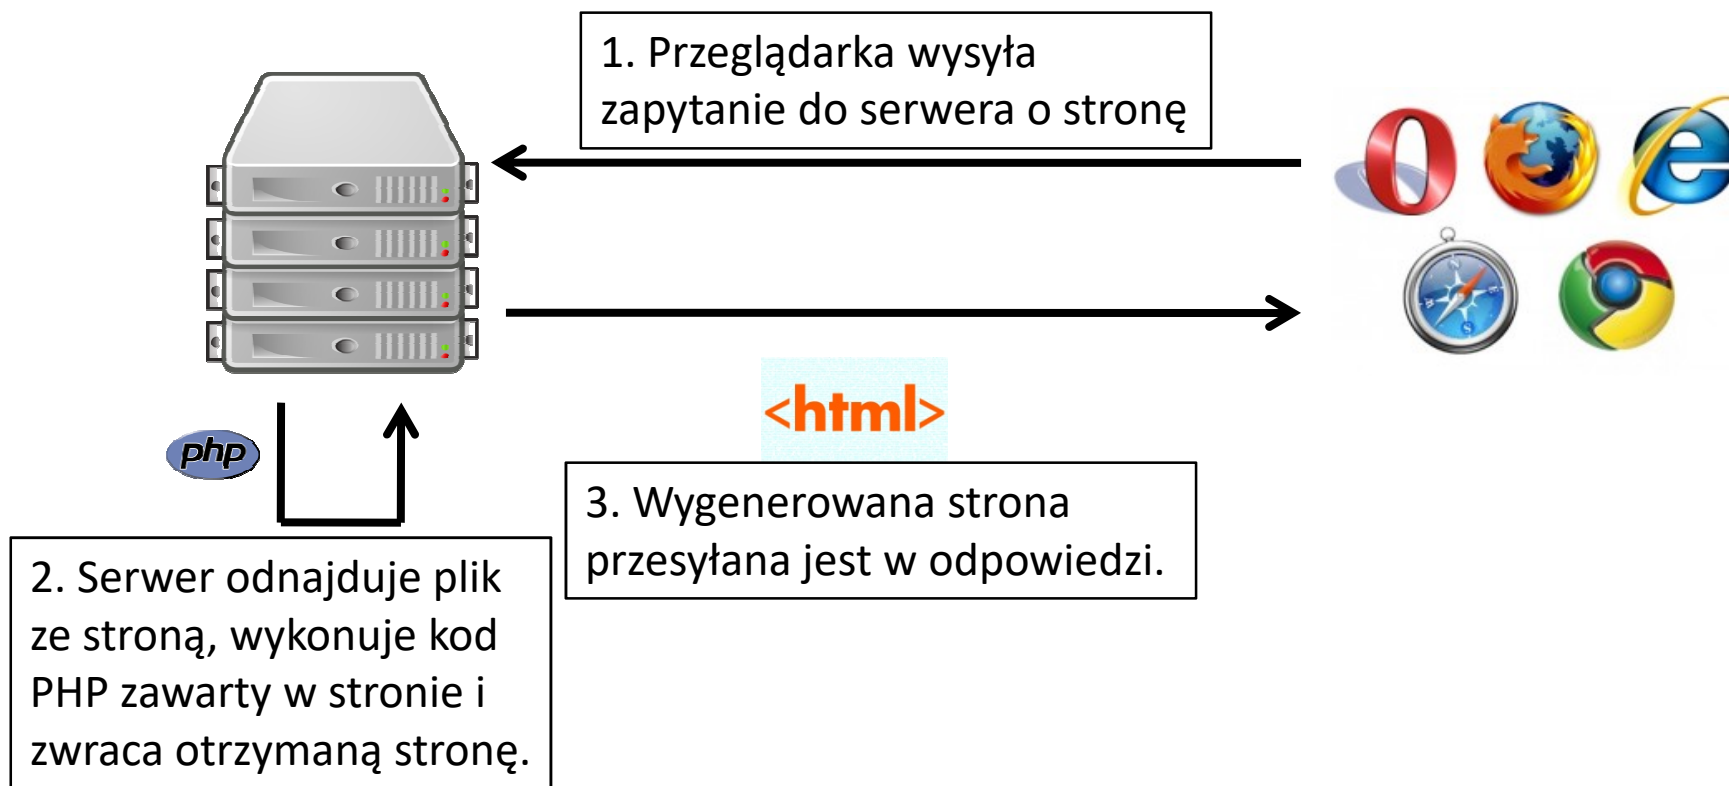 1. Przeglądarka wysyła
zapytanie do serwera o stronę
<html>
php
3. Wygenerowana strona
przesyłana jest w odpowiedzi.
2. Serwer odnajduje plik
ze stroną, wykonuje kod
PHP zawarty w stronie i
zwraca otrzymaną stronę.